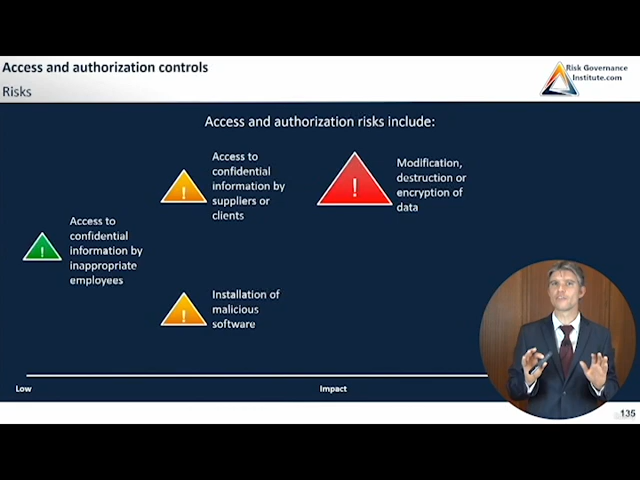 Access and authorization controls
Risks
Risk Governance
Institute.com
Access and authorization risks include:
Access to
confidential
information by
suppliers or
clients
!
!
Modification,
destruction or
encryption of
data
Access to
confidential
information by
inappropriate
employees
!
Installation of
malicious
software
!
Low
Impact
135